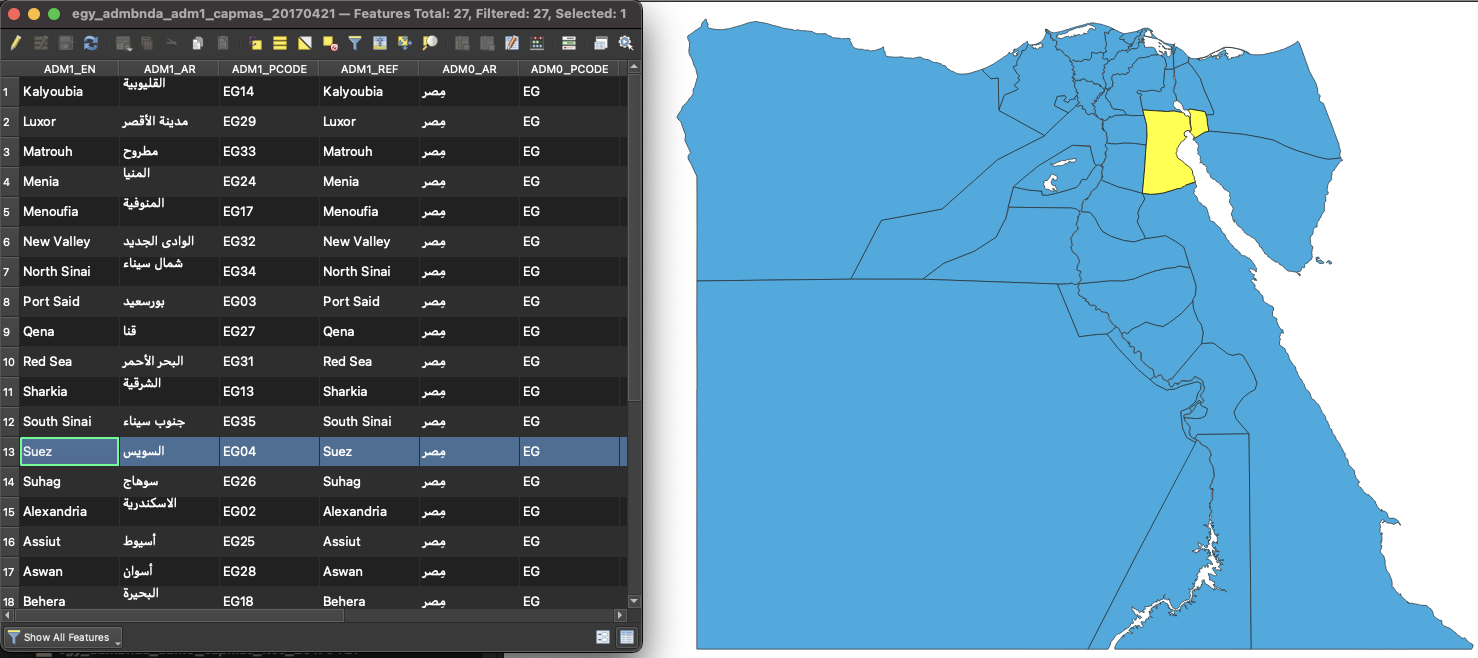 egy_admbnda_adm1_capmas_20170421 — Features Total: 27, Filtered: 27, Selected: 1
ADM1_EN ADM1_AR ADM1_PCODE ADM1_REF ADM0_AR ADM0_PCODE
1 Kalyoubia القليوبية EG14 Kalyoubia مصر EG
2 Luxor مدينة الأقصر EG29 Luxor مصر EG
3 Matrouh مطروح EG33 Matrouh مصر EG
4 Menia المنيا EG24 Menia مصر EG
5 Menoufia المنوفية EG17 Menoufia مصر EG
6 New Valley الوادى الجديد EG32 New Valley مصر EG
7 North Sinai شمال سيناء EG34 North Sinai مصر EG
8 Port Said بورسعيد EG03 Port Said مصر EG
9 Qena قنا EG27 Qena مصر EG
10 Red Sea البحر الأحمر EG31 Red Sea مصر EG
11 Sharkia الشرقية EG13 Sharkia مصر EG
12 South Sinai جنوب سيناء EG35 South Sinai مصر EG
13 Suez السويس EG04 Suez مصر EG
14 Suhag سوهاج EG26 Suhag مصر EG
15 Alexandria الاسكندرية EG02 Alexandria مصر EG
16 Assiut أسيوط EG25 Assiut مصر EG
17 Aswan أسوان EG28 Aswan مصر EG
18 Behera البحيرة EG18 Behera مصر EG
Show All Features